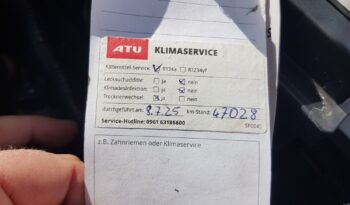 ATU KLIMASERVICE
Kältemittel-Service: R134a R1234yf
Lecksuchzusatz: ja nein
Klimadesinfektion: ja nein
Trocknerwechsel: ja nein
durchgeführt am: 8.7.25 km-Stand: 47028
Service-Hotline: 0961 63186600
z.B. Zahnriemen oder Klimaservice